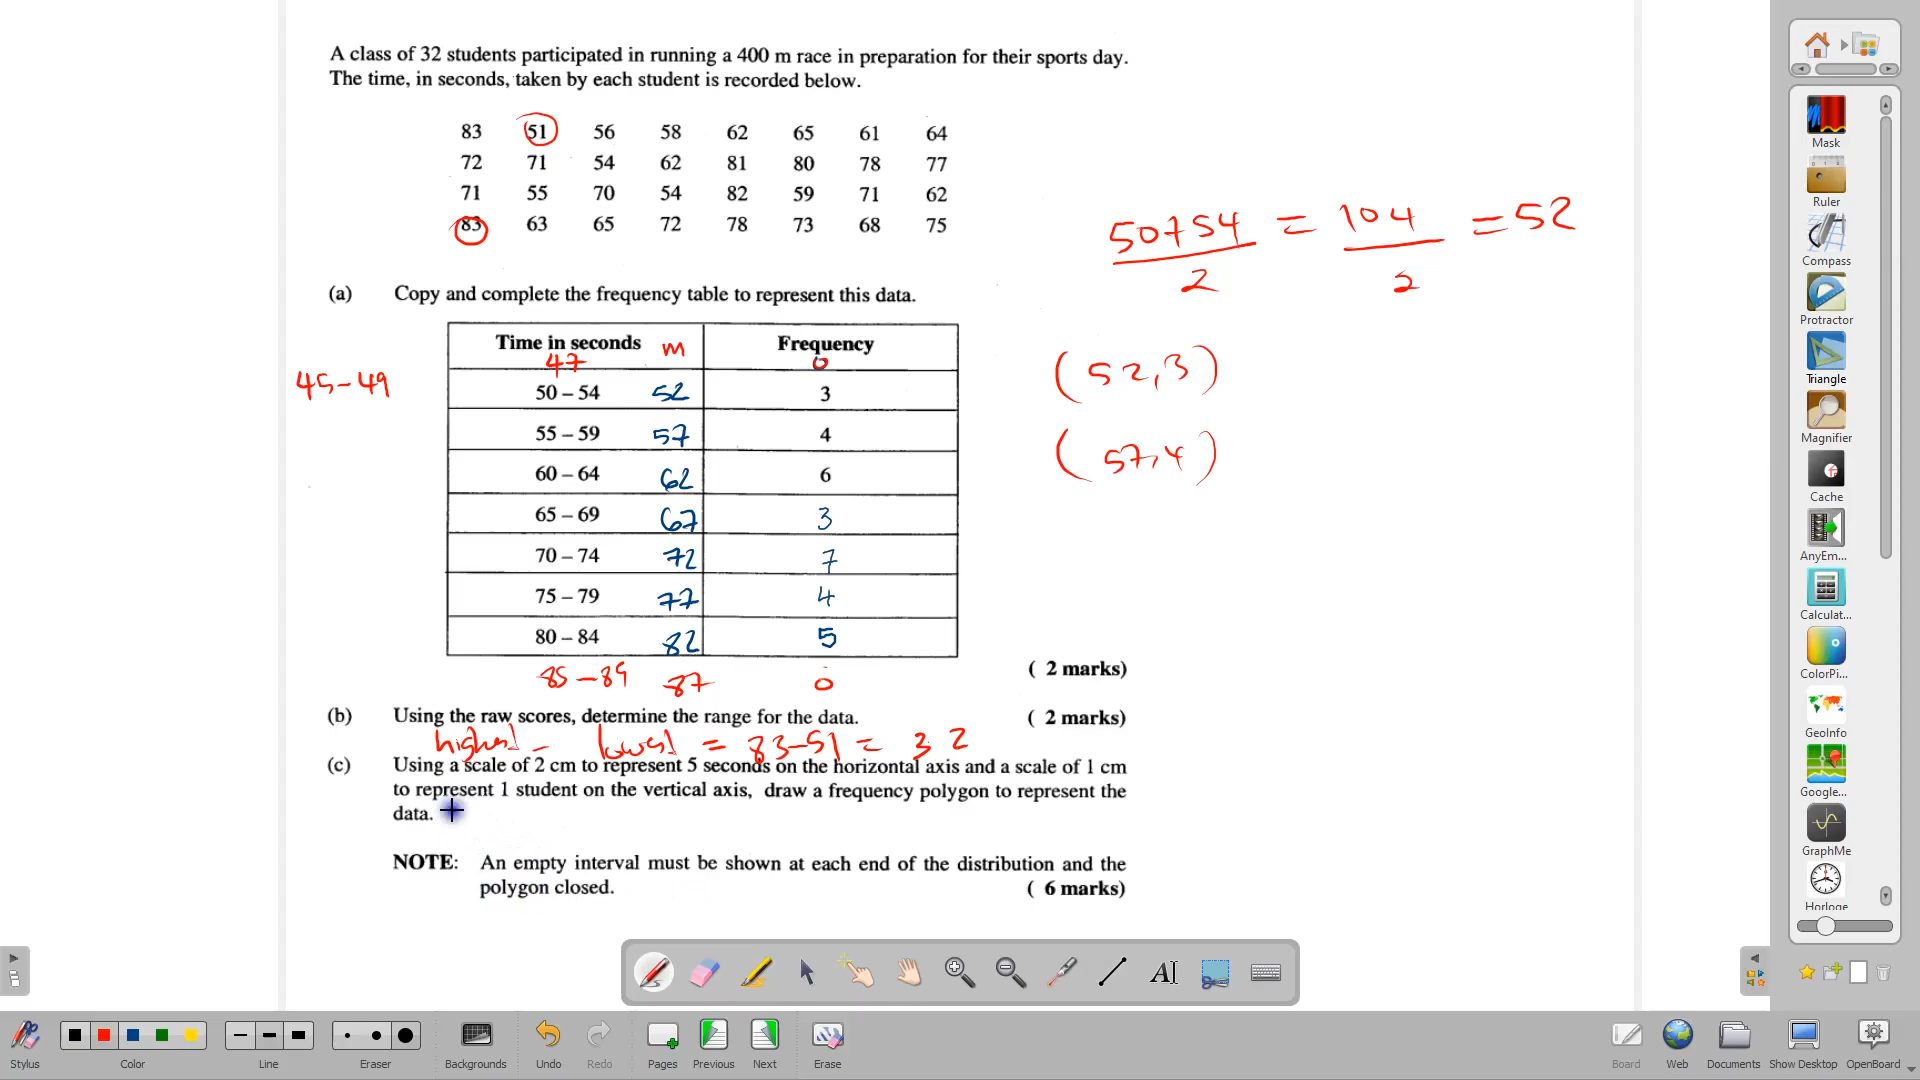 A class of 32 students participated in running a 400 m race in preparation for their sports day.
The time, in seconds, taken by each student is recorded below.
83 51 56 58 62 65 61 64
72 71 54 62 81 80 78 77
71 55 70 54 82 59 71 62
83 63 65 72 78 73 68 75
50+54 = 104 = 52
2 2
(a) Copy and complete the frequency table to represent this data.
Time in seconds m Frequency
45-49 47 0
50 – 54 52 3
55 – 59 57 4
60 – 64 62 6
65 – 69 67 3
70 – 74 72 7
75 – 79 77 4
80 – 84 82 5
85-89 87 0
(52,3)
(57,4)
( 2 marks)
(b) Using the raw scores, determine the range for the data. ( 2 marks)
highest - lowest = 83-51 = 32
(c) Using a scale of 2 cm to represent 5 seconds on the horizontal axis and a scale of 1 cm
to represent 1 student on the vertical axis, draw a frequency polygon to represent the
data.
NOTE: An empty interval must be shown at each end of the distribution and the
polygon closed. ( 6 marks)
Mask
Ruler
Compass
Protractor
Triangle
Magnifier
Cache
AnyEm...
Calculat...
ColorPi...
GeoInfo
Google...
GraphMe
Horloge
Stylus
Color
Line
Eraser
Backgrounds
Undo
Redo
Pages
Previous
Next
Erase
Board
Web
Documents
Show Desktop
OpenBoard